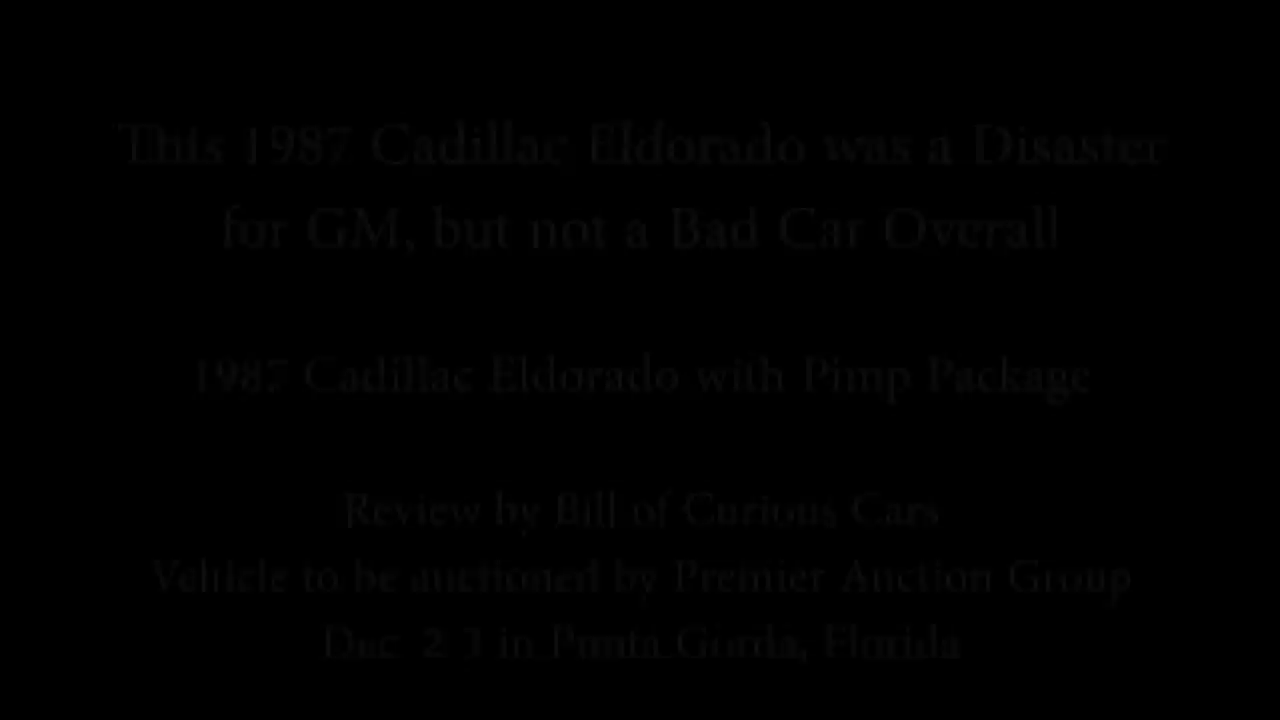 This 1987 Cadillac Eldorado was a Disaster
for GM, but not a Bad Car Overall
1987 Cadillac Eldorado with Pimp Package
Review by Bill of Curious Cars
Vehicle to be auctioned by Premier Auction Group
Dec 2-3 in Punta Gorda, Florida